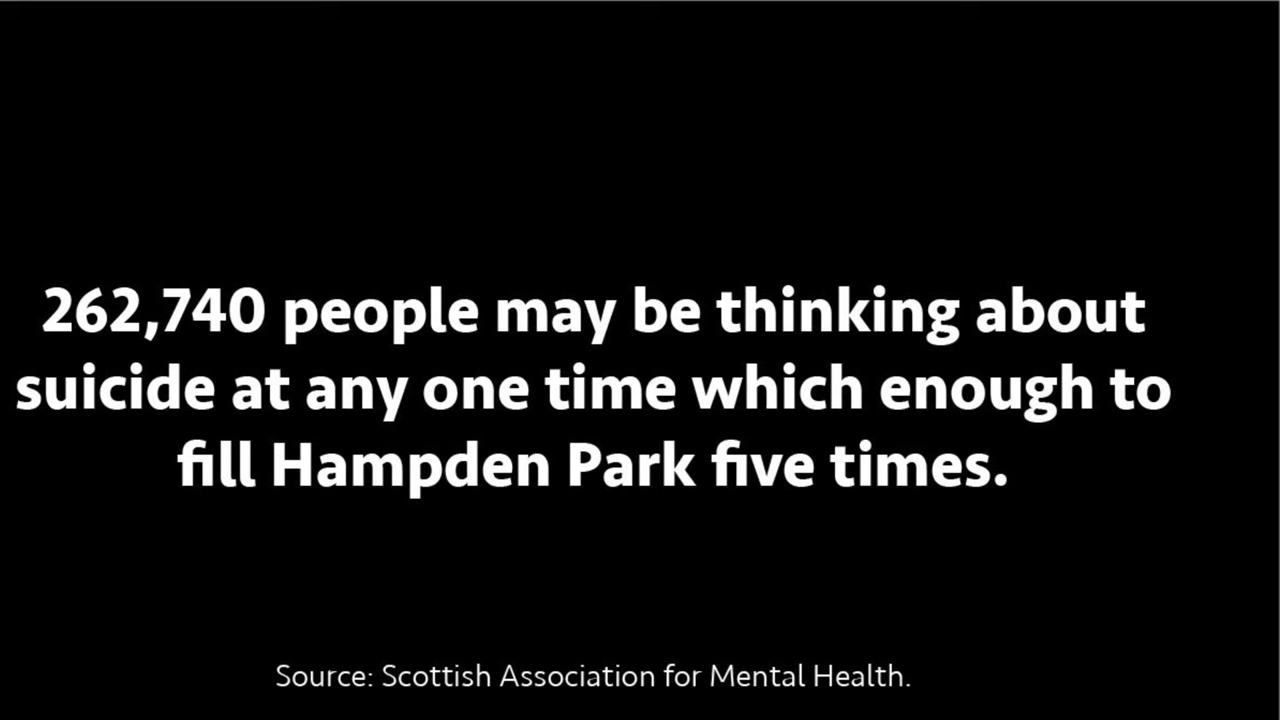 262,740 people may be thinking about
suicide at any one time which enough to
fill Hampden Park five times.
Source: Scottish Association for Mental Health.